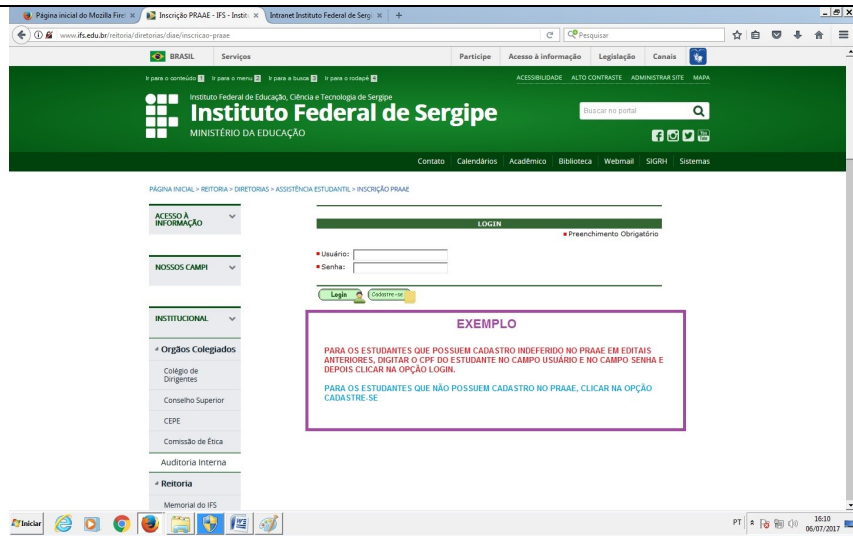 Página inicial do Mozilla Firef
Inscrição PRAAE - IFS - Instit
Intranet Instituto Federal de Serg
www.ifs.edu.br/reitoria/diretorias/diae/inscricao-praae
Pesquisar
BRASIL Serviços Participe Acesso à informação Legislação Canais
Ir para o conteúdo 1 Ir para o menu 2 Ir para a busca 3 Ir para o rodapé 4 ACESSIBILIDADE ALTO CONTRASTE ADMINISTRAR SITE MAPA
Instituto Federal de Educação, Ciência e Tecnologia de Sergipe
Instituto Federal de Sergipe
Buscar no portal
MINISTÉRIO DA EDUCAÇÃO
Contato Calendários Acadêmico Biblioteca Webmail SIGRH Sistemas
PÁGINA INICIAL > REITORIA > DIRETORIAS > ASSISTÊNCIA ESTUDANTIL > INSCRIÇÃO PRAAE
ACESSO À
INFORMAÇÃO
NOSSOS CAMPI
INSTITUCIONAL
Orgãos Colegiados
Colégio de
Dirigentes
Conselho Superior
CEPE
Comissão de Ética
Auditoria Interna
Reitoria
Memorial do IFS
LOGIN
Preenchimento Obrigatório
Usuário:
Senha:
Login Cadastre-se
EXEMPLO
PARA OS ESTUDANTES QUE POSSUEM CADASTRO INDEFERIDO NO PRAAE EM EDITAIS
ANTERIORES, DIGITAR O CPF DO ESTUDANTE NO CAMPO USUÁRIO E NO CAMPO SENHA E
DEPOIS CLICAR NA OPÇÃO LOGIN.
PARA OS ESTUDANTES QUE NÃO POSSUEM CADASTRO NO PRAAE, CLICAR NA OPÇÃO
CADASTRE-SE
Iniciar
PT
16:10
06/07/2017